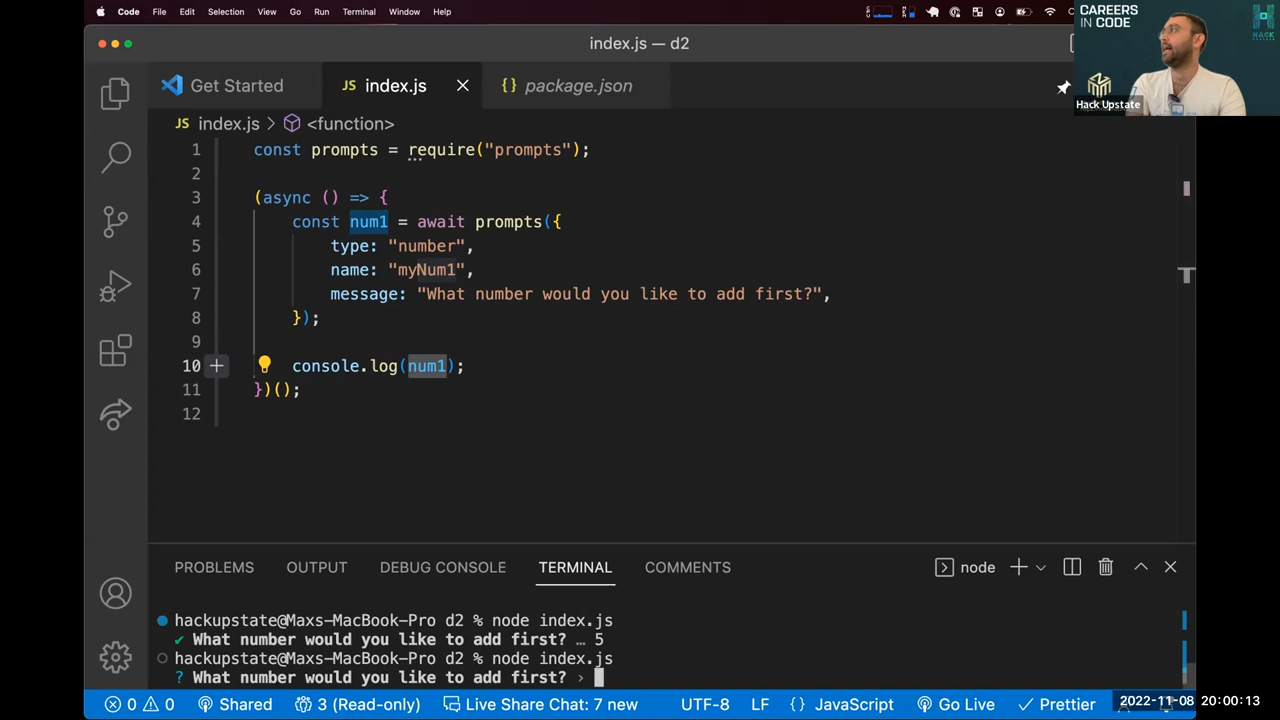 Code File Edit Selection View Go Run Terminal Window Help
CAREERS
IN CODE
HACK
UPSTATE
Hack Upstate
index.js — d2
Get Started
JS index.js
{} package.json
JS index.js > <function>
1 const prompts = require("prompts");
2
3 (async () => {
4 const num1 = await prompts({
5 type: "number",
6 name: "myNum1",
7 message: "What number would you like to add first?",
8 });
9
10 console.log(num1);
11 })();
12
PROBLEMS OUTPUT DEBUG CONSOLE TERMINAL COMMENTS
node
hackupstate@Maxs-MacBook-Pro d2 % node index.js
✔ What number would you like to add first? … 5
hackupstate@Maxs-MacBook-Pro d2 % node index.js
? What number would you like to add first? ›
0 0 Shared 3 (Read-only) Live Share Chat: 7 new UTF-8 LF {} JavaScript Go Live Prettier
2022-11-08 20:00:13